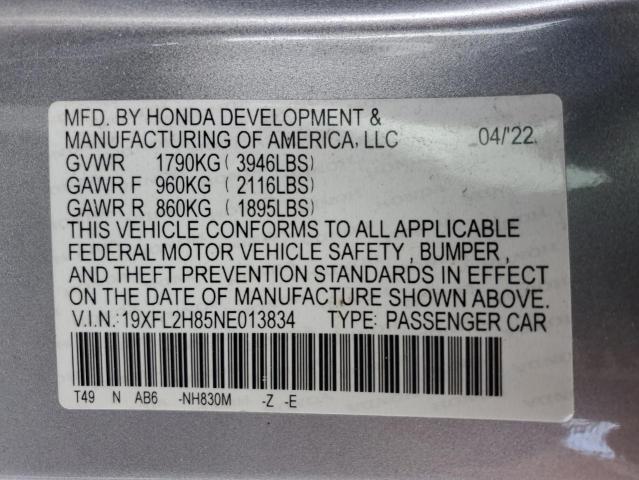 MFD. BY HONDA DEVELOPMENT &
MANUFACTURING OF AMERICA, LLC 04/'22
GVWR 1790KG ( 3946LBS)
GAWR F 960KG ( 2116LBS)
GAWR R 860KG ( 1895LBS)
THIS VEHICLE CONFORMS TO ALL APPLICABLE
FEDERAL MOTOR VEHICLE SAFETY , BUMPER ,
AND THEFT PREVENTION STANDARDS IN EFFECT
ON THE DATE OF MANUFACTURE SHOWN ABOVE.
V.I.N.: 19XFL2H85NE013834 TYPE: PASSENGER CAR
T49 N AB6 -NH830M -Z -E